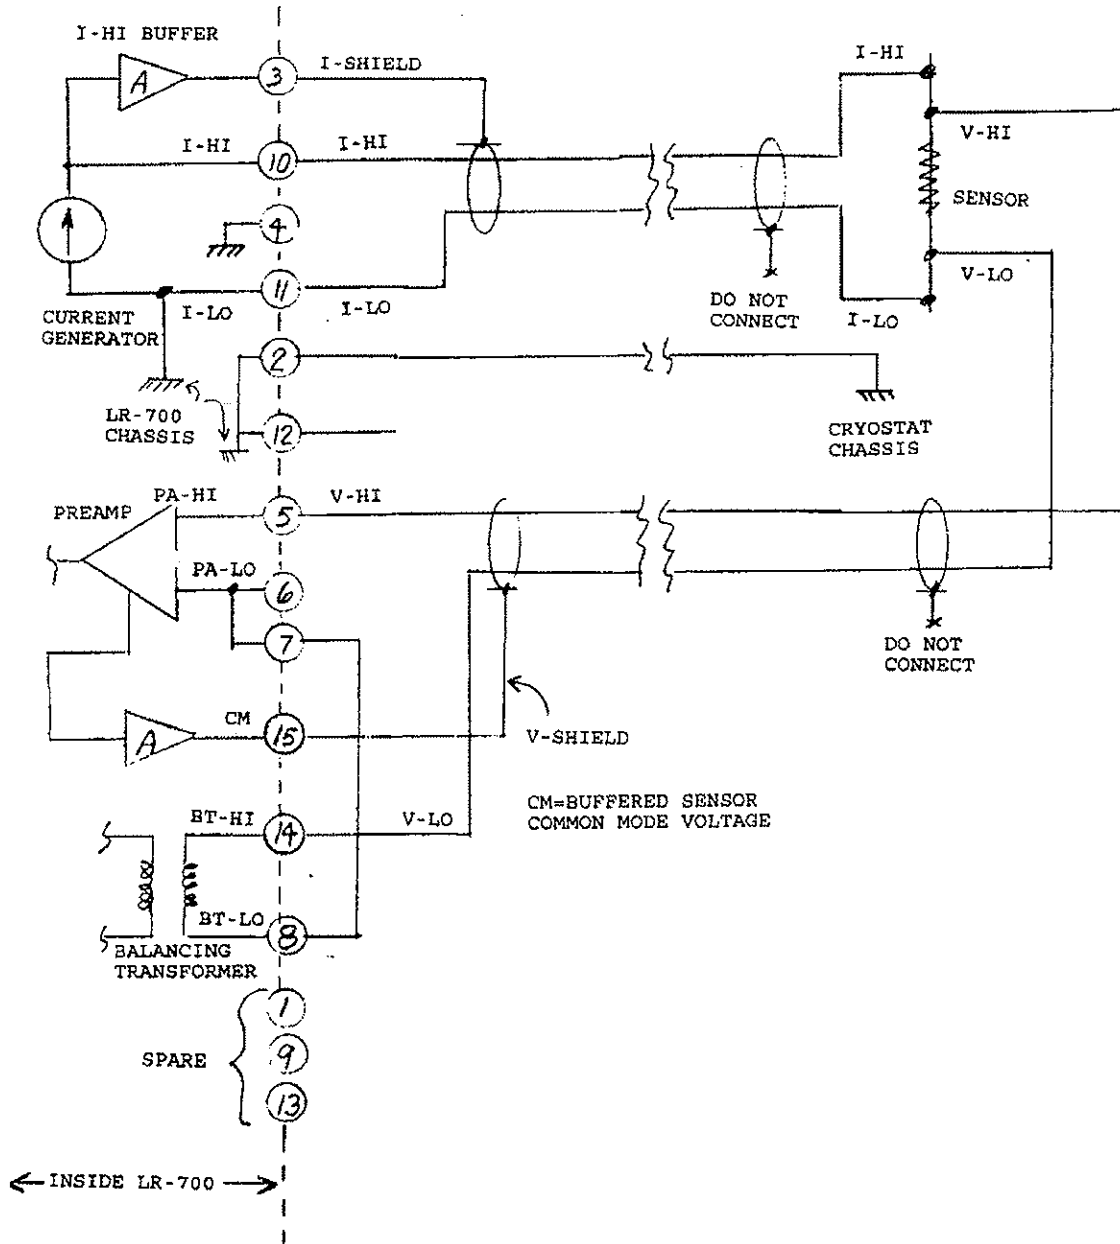 I-HI BUFFER
A
3
I-SHIELD
I-HI
I-HI
10
I-HI
V-HI
SENSOR
4
11
I-LO
I-LO
V-LO
DO NOT
CONNECT
I-LO
CURRENT
GENERATOR
2
LR-700
CHASSIS
12
CRYOSTAT
CHASSIS
PREAMP
PA-HI
5
V-HI
PA-LO
6
7
DO NOT
CONNECT
A
CM
15
V-SHIELD
CM=BUFFERED SENSOR
COMMON MODE VOLTAGE
BT-HI
14
V-LO
BT-LO
8
BALANCING
TRANSFORMER
SPARE
1
9
13
INSIDE LR-700